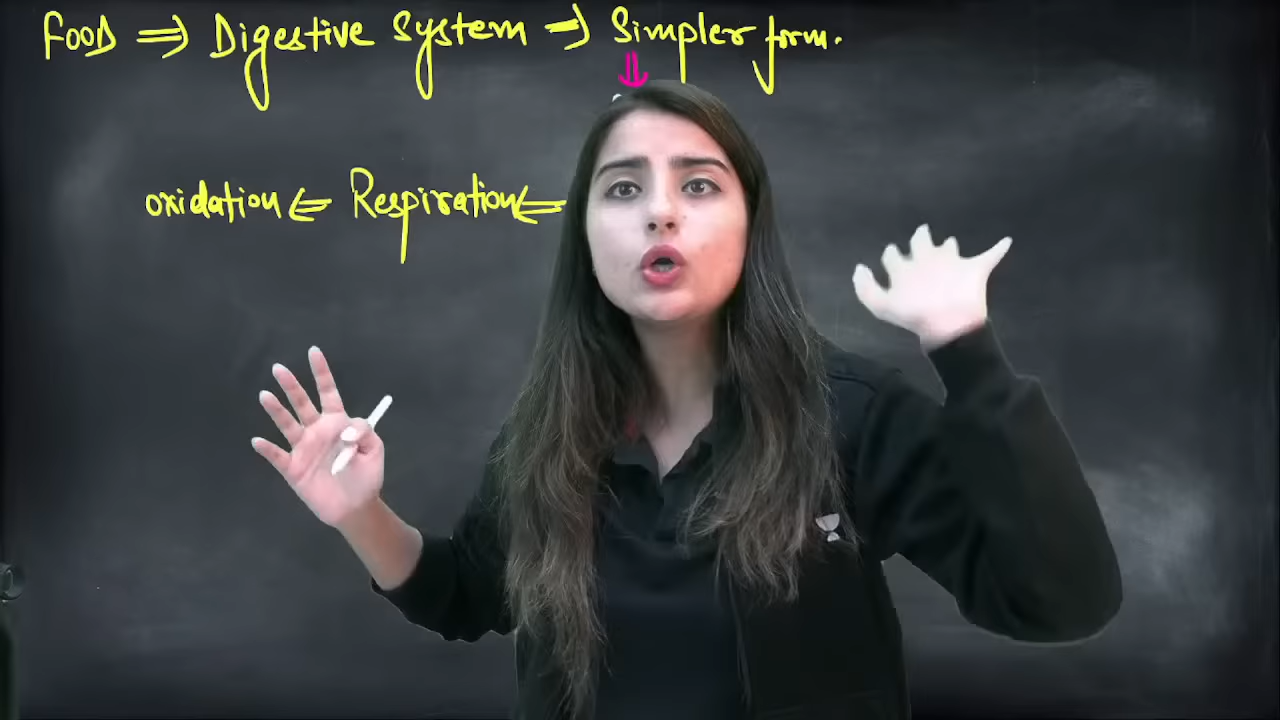 FOOD ⇒ Digestive System ⇒ Simpler form.
⇓
oxidation ⇐ Respiration ⇐